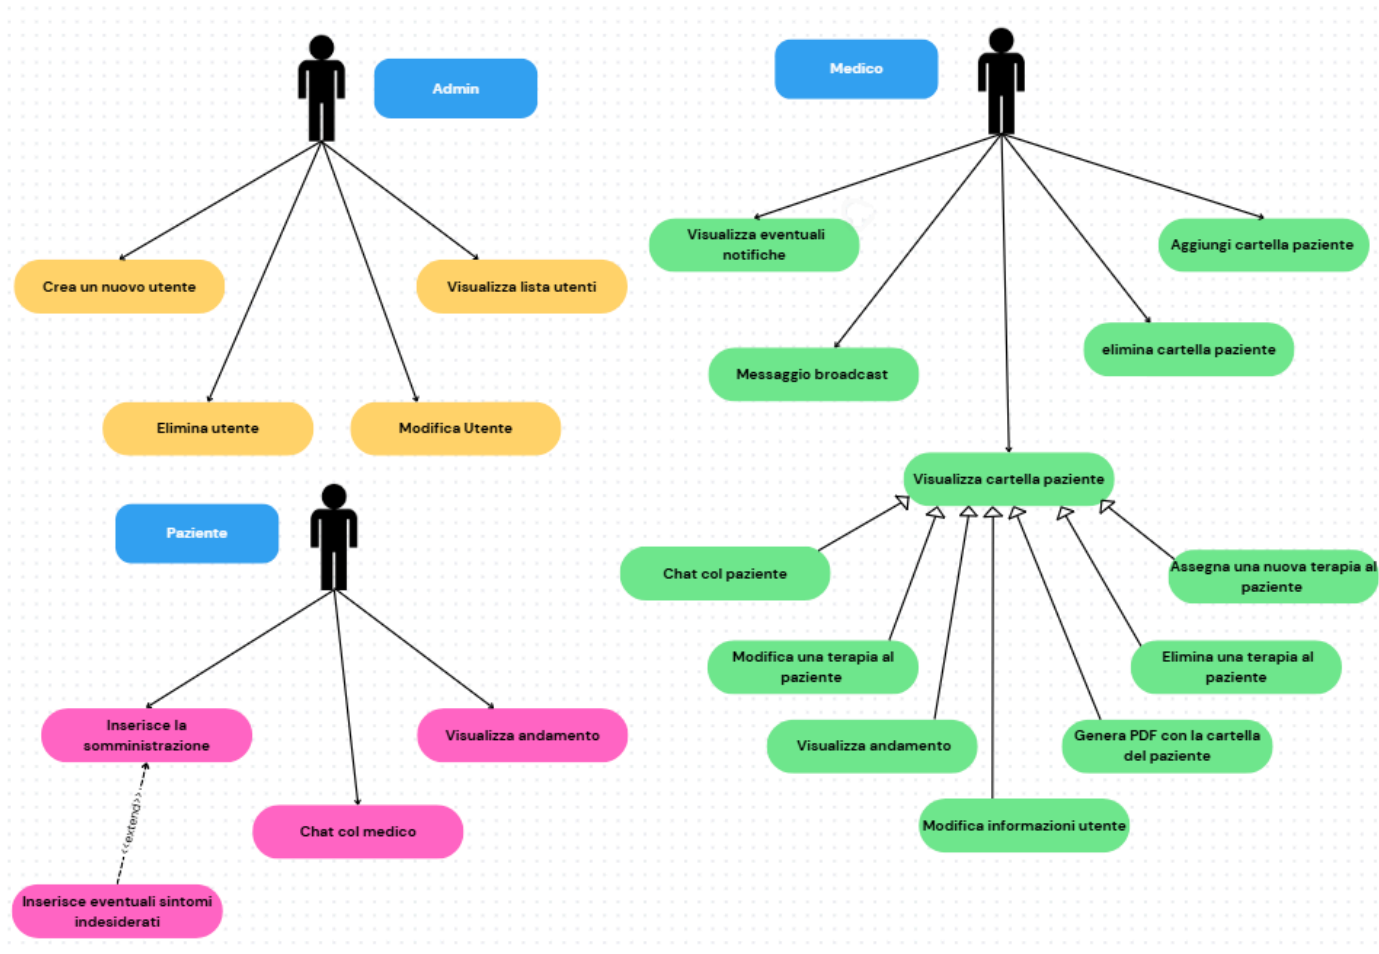 Admin
Crea un nuovo utente
Visualizza lista utenti
Elimina utente
Modifica Utente
Paziente
Inserisce la
somministrazione
Visualizza andamento
Chat col medico
<<extend>>
Inserisce eventuali sintomi
indesiderati
Medico
Visualizza eventuali
notifiche
Aggiungi cartella paziente
Messaggio broadcast
elimina cartella paziente
Visualizza cartella paziente
Chat col paziente
Assegna una nuova terapia al
paziente
Modifica una terapia al
paziente
Elimina una terapia al
paziente
Visualizza andamento
Genera PDF con la cartella
del paziente
Modifica informazioni utente